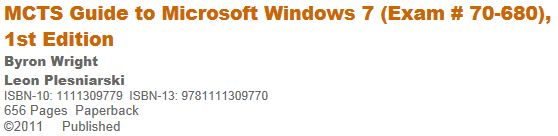 MCTS Guide to Microsoft Windows 7 (Exam # 70-680),
1st Edition
Byron Wright
Leon Plesniarski
ISBN-10: 1111309779 ISBN-13: 9781111309770
656 Pages Paperback
©2011 Published